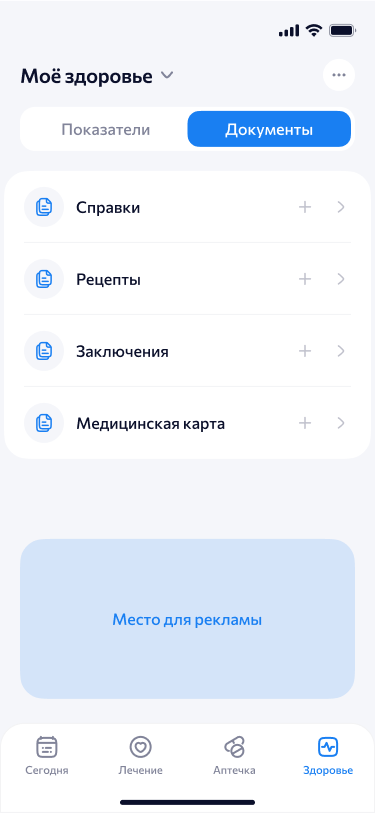 Моё здоровье
Показатели
Документы
Справки
Рецепты
Заключения
Медицинская карта
Место для рекламы
Сегодня
Лечение
Аптечка
Здоровье